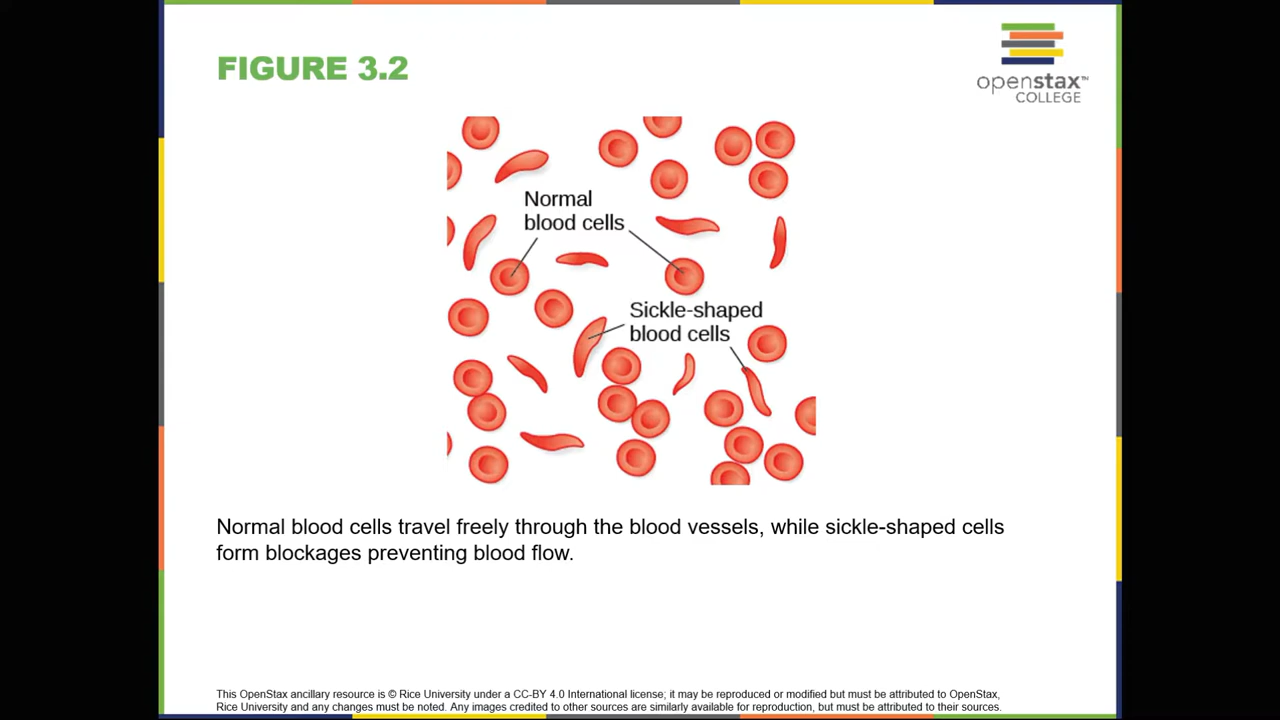 FIGURE 3.2
openstax™
COLLEGE
Normal
blood cells
Sickle-shaped
blood cells
Normal blood cells travel freely through the blood vessels, while sickle-shaped cells
form blockages preventing blood flow.
This OpenStax ancillary resource is © Rice University under a CC-BY 4.0 International license; it may be reproduced or modified but must be attributed to OpenStax,
Rice University and any changes must be noted. Any images credited to other sources are similarly available for reproduction, but must be attributed to their sources.